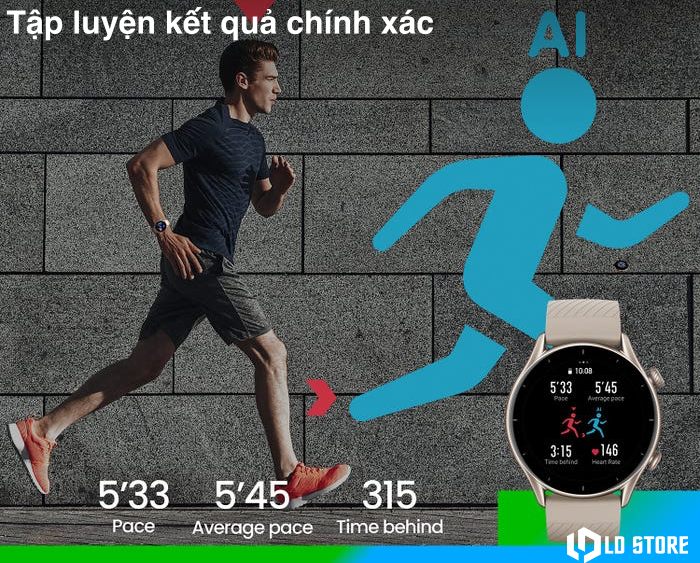 Tập luyện kết quả chính xác
AI
10:08
5'33 5'45
Pace Average pace
AI
3:15 146
Time behind Heart Rate
5'33 5'45 315
Pace Average pace Time behind
LD STORE